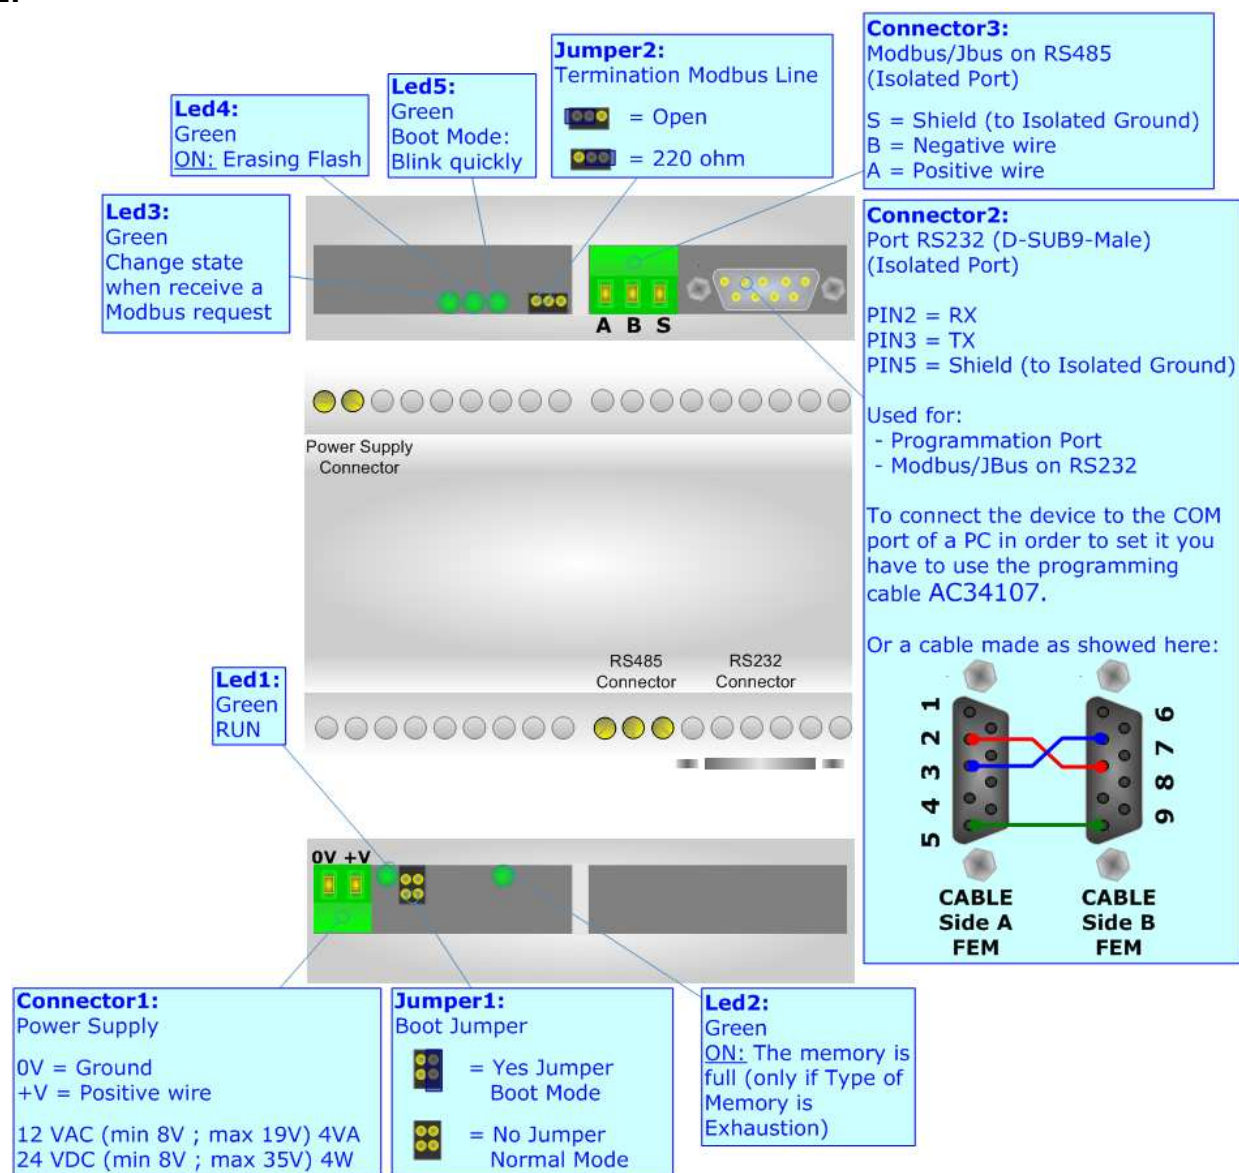 Led4:
Green
ON: Erasing Flash
Led5:
Green
Boot Mode:
Blink quickly
Jumper2:
Termination Modbus Line
= Open
= 220 ohm
Connector3:
Modbus/Jbus on RS485
(Isolated Port)
S = Shield (to Isolated Ground)
B = Negative wire
A = Positive wire
Led3:
Green
Change state
when receive a
Modbus request
A B S
Connector2:
Port RS232 (D-SUB9-Male)
(Isolated Port)
PIN2 = RX
PIN3 = TX
PIN5 = Shield (to Isolated Ground)
Used for:
- Programmation Port
- Modbus/JBus on RS232
To connect the device to the COM
port of a PC in order to set it you
have to use the programming
cable AC34107.
Or a cable made as showed here:
1
2
3
4
5
6
7
8
9
CABLE
Side A
FEM
CABLE
Side B
FEM
Power Supply
Connector
RS485
Connector
RS232
Connector
Led1:
Green
RUN
0V +V
Connector1:
Power Supply
0V = Ground
+V = Positive wire
12 VAC (min 8V ; max 19V) 4VA
24 VDC (min 8V ; max 35V) 4W
Jumper1:
Boot Jumper
= Yes Jumper
Boot Mode
= No Jumper
Normal Mode
Led2:
Green
ON: The memory is
full (only if Type of
Memory is
Exhaustion)